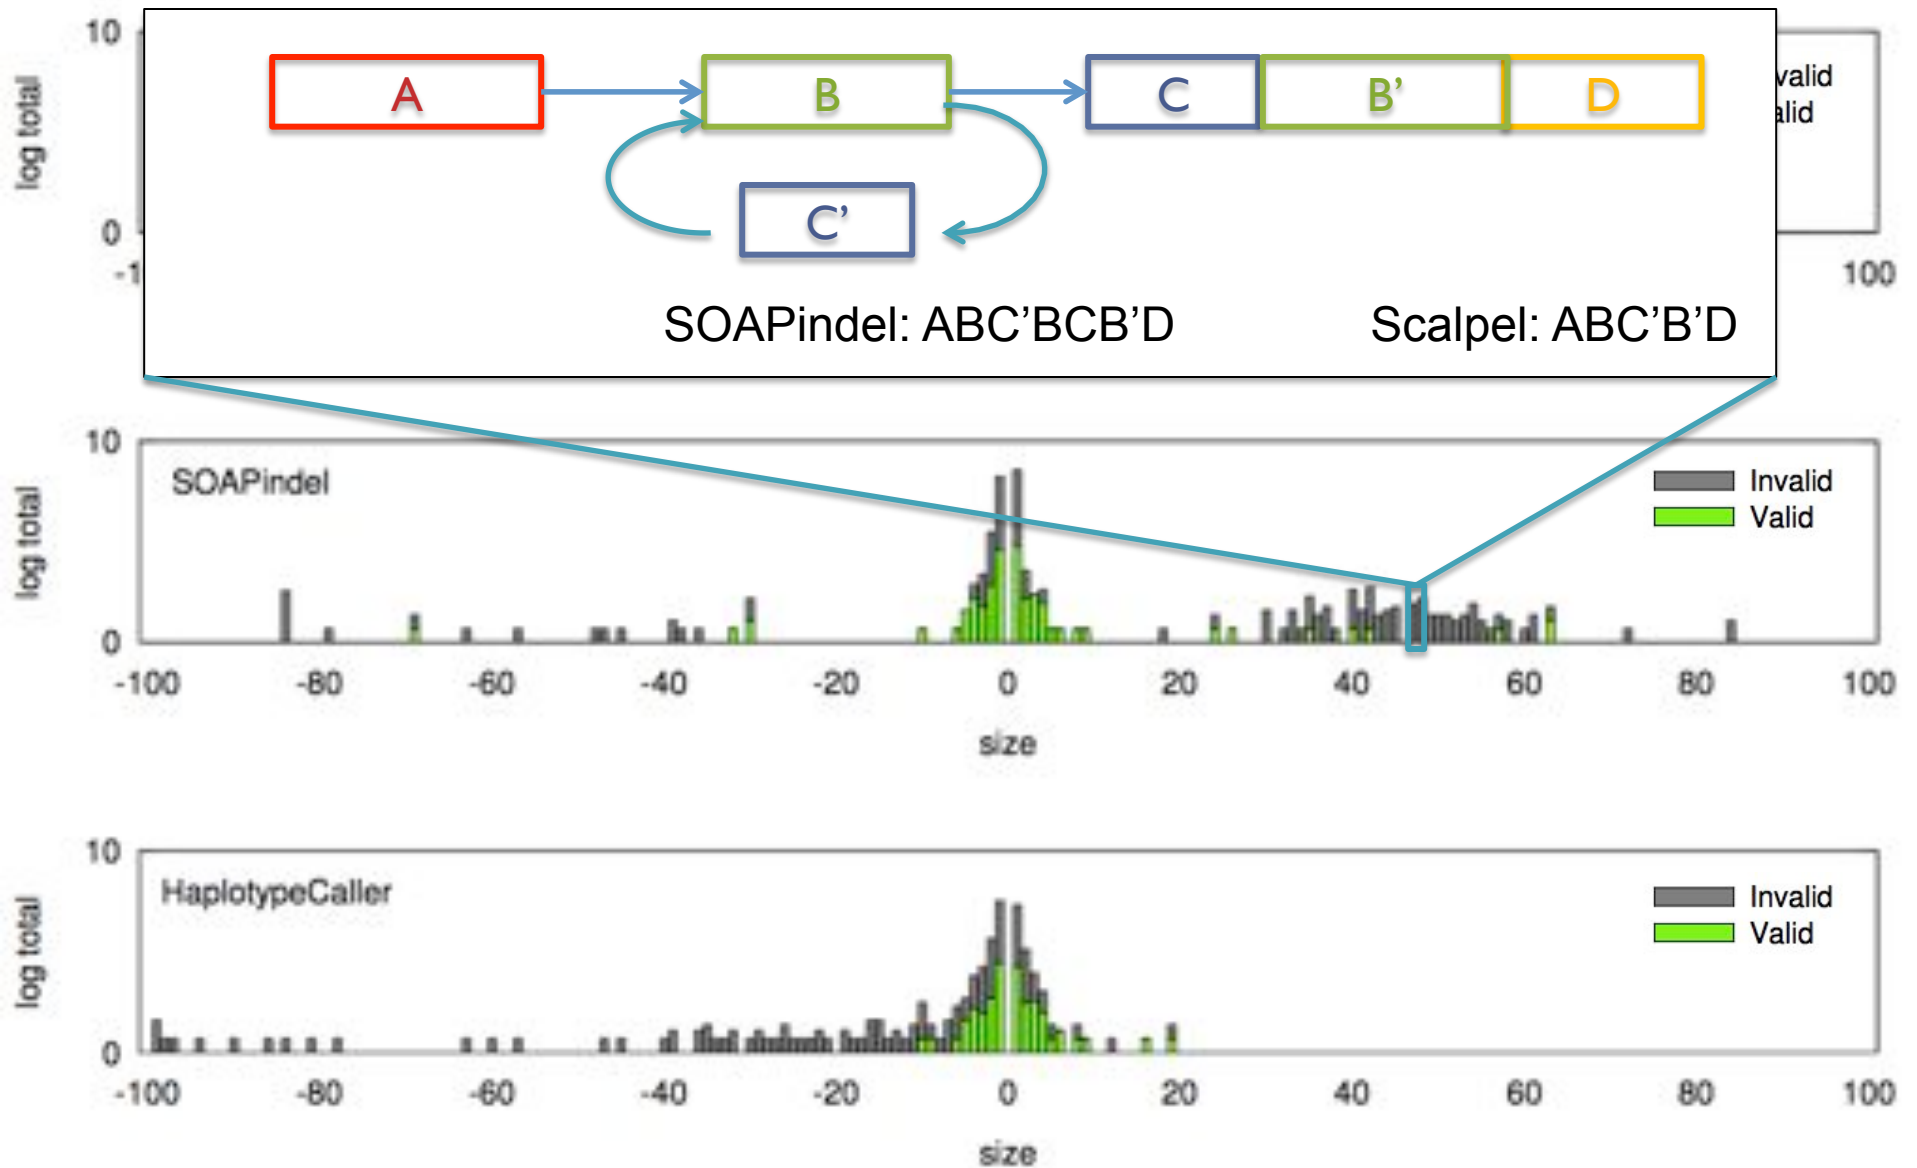 10
log total
0
-1
100
valid
alid
A
B
C
B’
D
C’
SOAPindel: ABC’BCB’D
Scalpel: ABC’B’D
10
log total
0
SOAPindel
Invalid
Valid
-100 -80 -60 -40 -20 0 20 40 60 80 100
size
10
log total
0
HaplotypeCaller
Invalid
Valid
-100 -80 -60 -40 -20 0 20 40 60 80 100
size